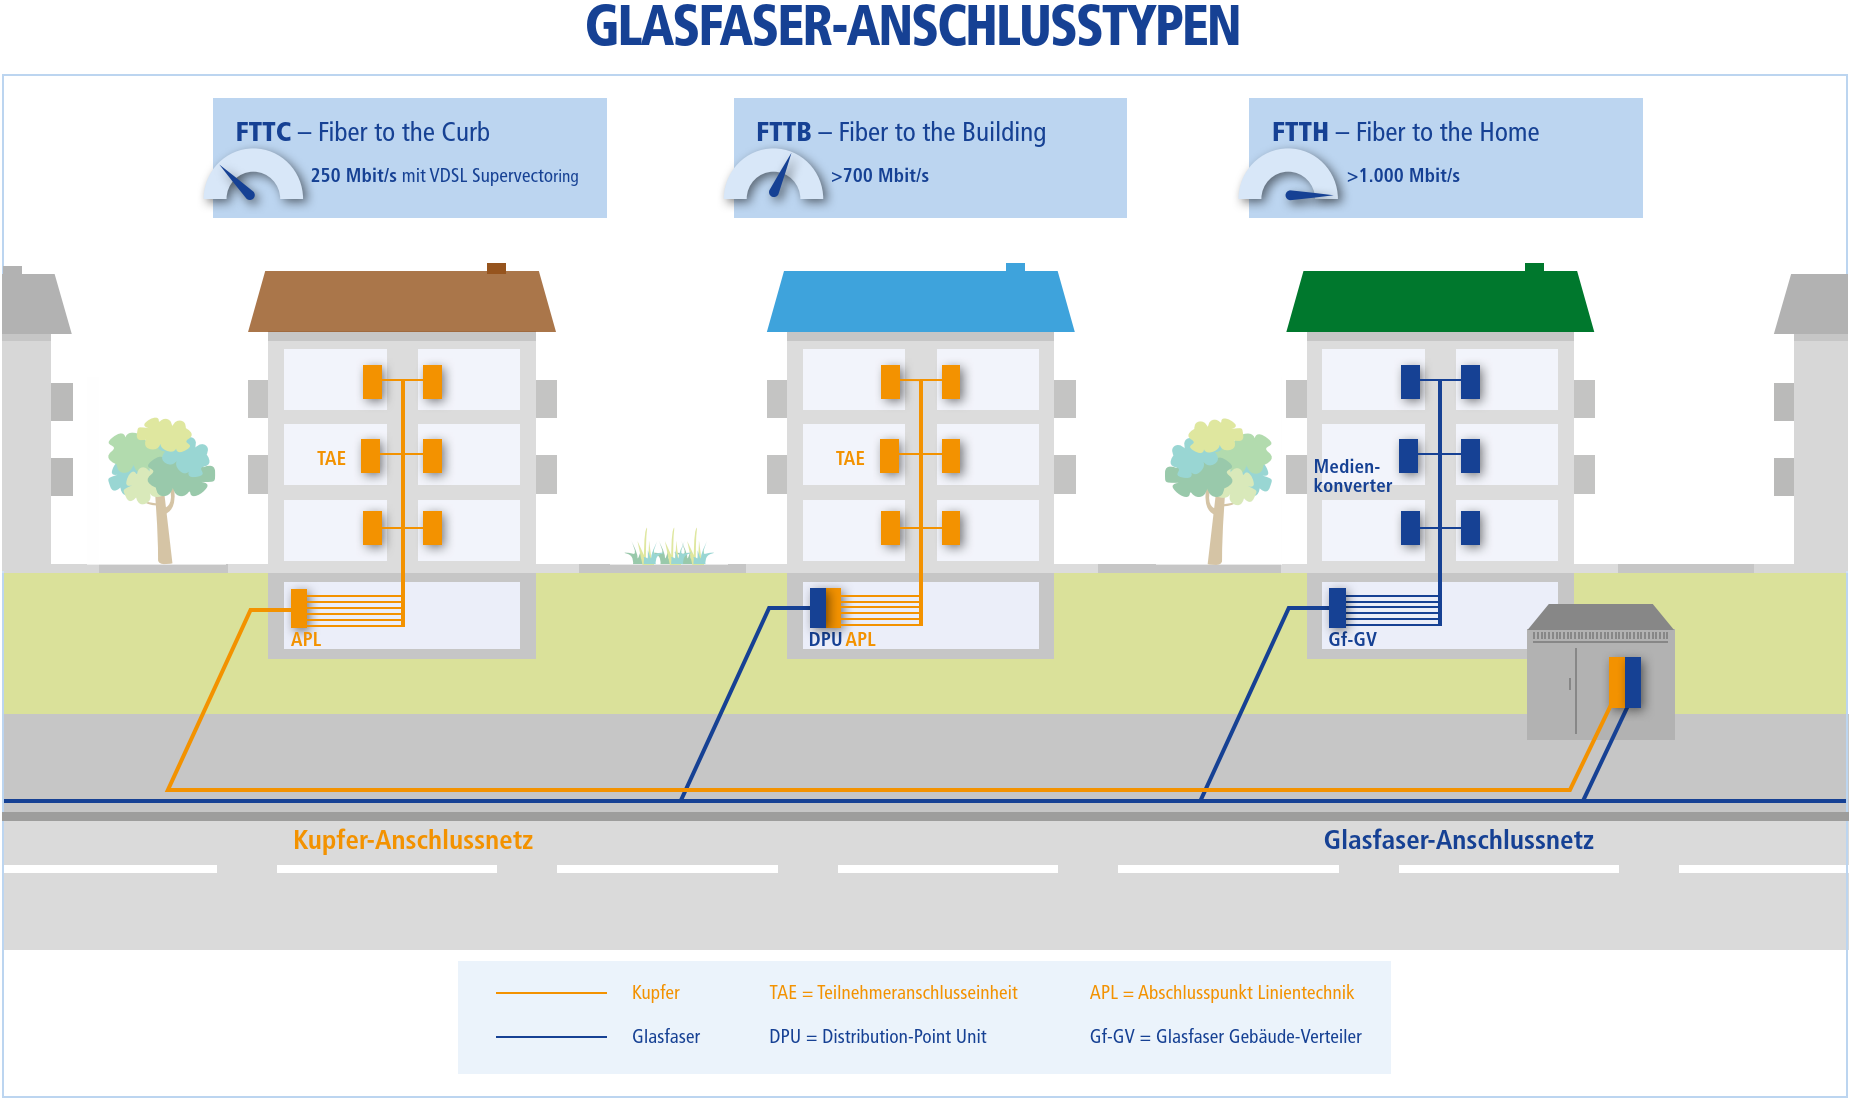 GLASFASER-ANSCHLUSSTYPEN
FTTC – Fiber to the Curb
250 Mbit/s mit VDSL Supervectoring
FTTB – Fiber to the Building
>700 Mbit/s
FTTH – Fiber to the Home
>1.000 Mbit/s
TAE
APL
TAE
DPU APL
Medien-
konverter
Gf-GV
Kupfer-Anschlussnetz
Glasfaser-Anschlussnetz
Kupfer
TAE = Teilnehmeranschlusseinheit
APL = Abschlusspunkt Linientechnik
Glasfaser
DPU = Distribution-Point Unit
Gf-GV = Glasfaser Gebäude-Verteiler